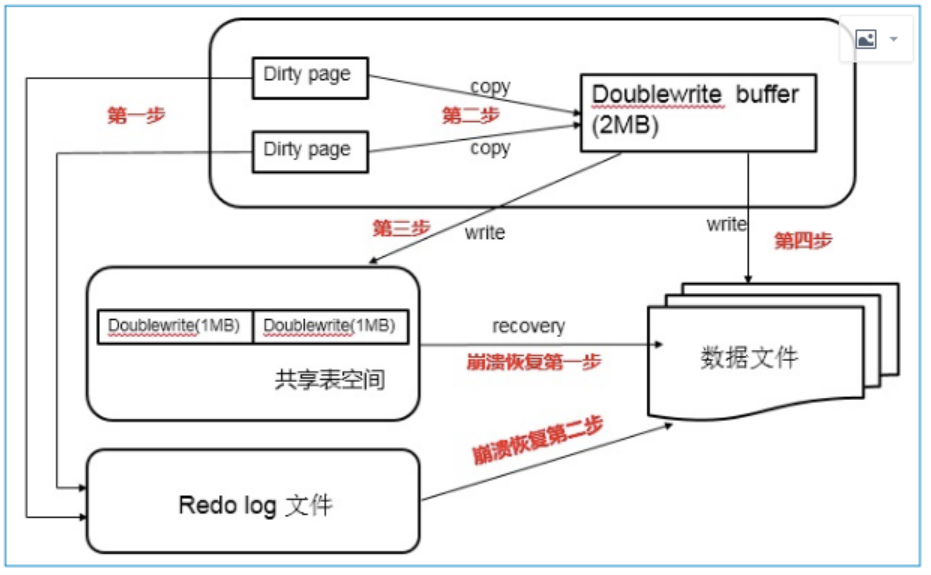 Dirty page
copy
第一步
第二步
Doublewrite buffer
(2MB)
Dirty page
copy
第三步
write
write
第四步
Doublewrite(1MB)
Doublewrite(1MB)
共享表空间
recovery
崩溃恢复第一步
数据文件
崩溃恢复第二步
Redo log 文件